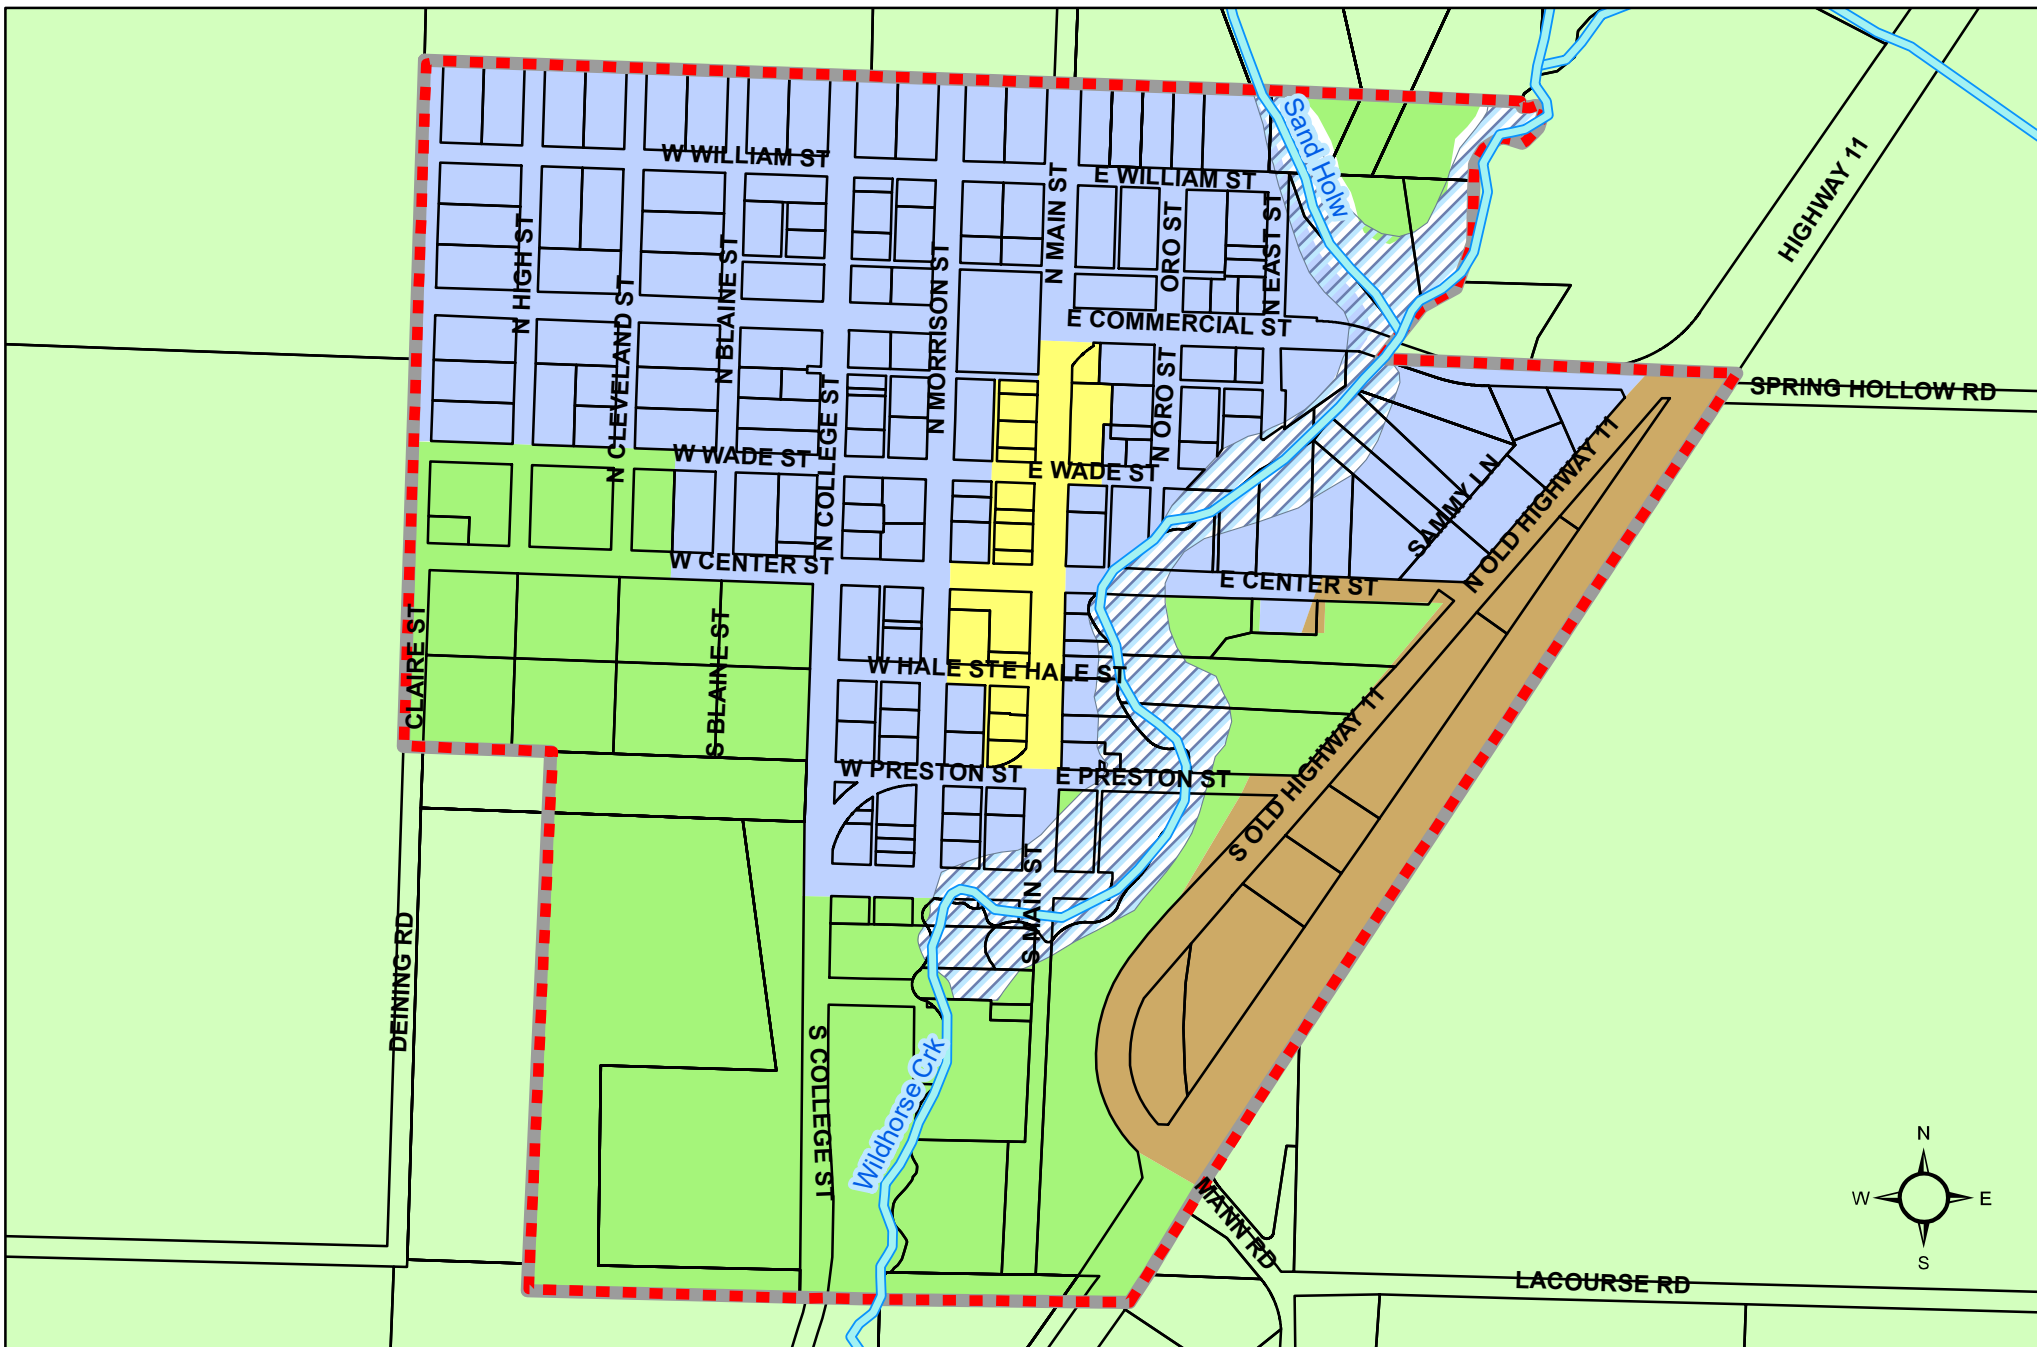 W WILLIAM ST
E WILLIAM ST
Sand Holw
HIGHWAY 11
N HIGH ST
N CLEVELAND ST
N BLAINE ST
N MORRISON ST
N MAIN ST
ORO ST
N EAST ST
E COMMERCIAL ST
N COLLEGE ST
N ORO ST
SPRING HOLLOW RD
W WADE ST
E WADE ST
SAMMY LN
N OLD HIGHWAY 11
W CENTER ST
E CENTER ST
CLAIRE ST
S BLAINE ST
W HALE ST
E HALE ST
W PRESTON ST
E PRESTON ST
S OLD HIGHWAY 11
S MAIN ST
DEINING RD
S COLLEGE ST
Wildhorse Crk
MANN RD
LACOURSE RD
N
W
E
S